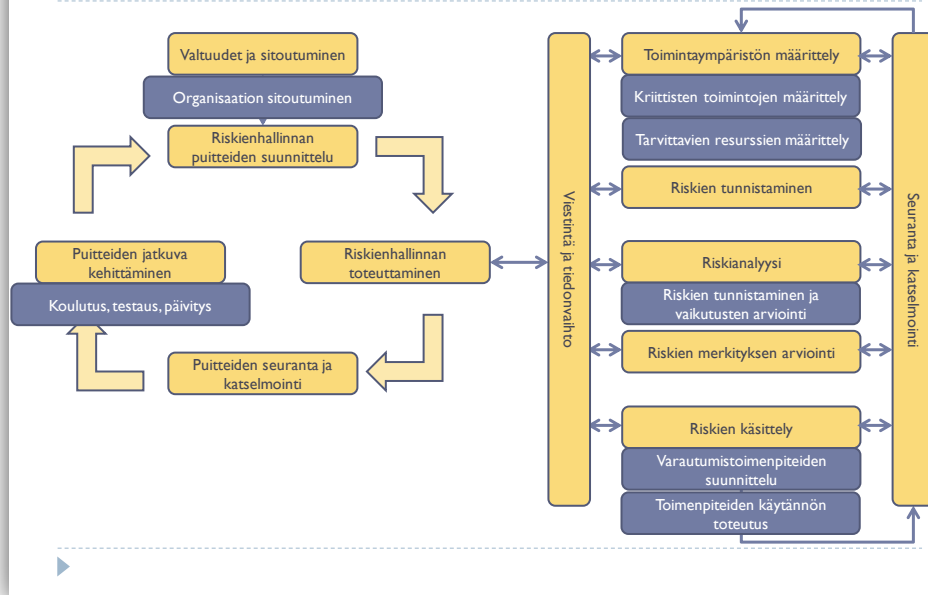 Valtuudet ja sitoutuminen
Organisaation sitoutuminen
Riskienhallinnan
puitteiden suunnittelu
Puitteiden jatkuva
kehittäminen
Koulutus, testaus, päivitys
Riskienhallinnan
toteuttaminen
Puitteiden seuranta ja
katselmointi
Viestintä ja tiedonvaihto
Toimintaympäristön määrittely
Kriittisten toimintojen määrittely
Tarvittavien resurssien määrittely
Riskien tunnistaminen
Riskianalyysi
Riskien tunnistaminen ja
vaikutusten arviointi
Riskien merkityksen arviointi
Riskien käsittely
Varautumistoimenpiteiden
suunnittelu
Toimenpiteiden käytännön
toteutus
Seuranta ja katselmointi